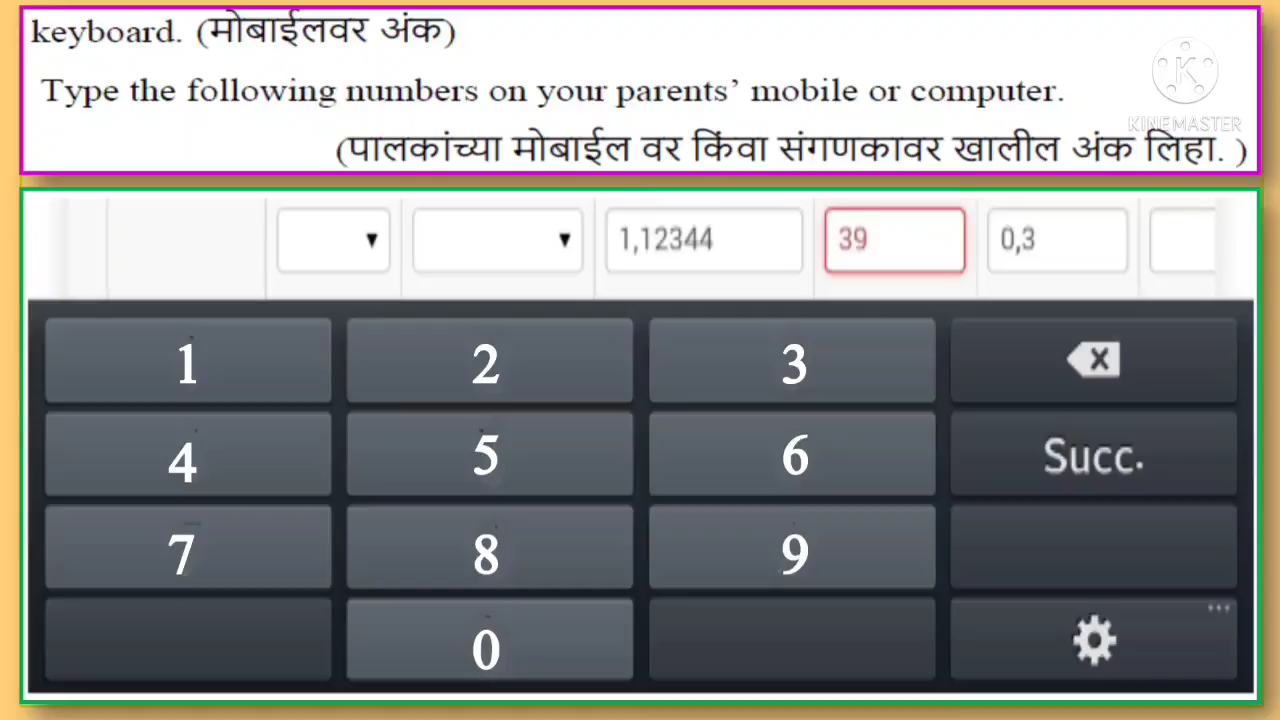 keyboard. (मोबाईलवर अंक)
Type the following numbers on your parents’ mobile or computer.
KINEMASTER
(पालकांच्या मोबाईल वर किंवा संगणकावर खालील अंक लिहा. )
1,12344 39 0,3
1 2 3
4 5 6 Succ.
7 8 9
0